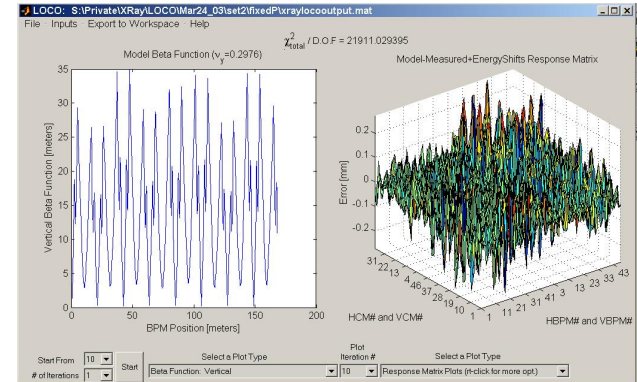 LOCO: S:\Private\XRay\LOCO\Mar24_03\set2\fixedP\xraylocooutput.mat
File Inputs Export to Workspace Help
χ²total / D.O.F = 21911.029395
Model Beta Function (νy=0.2976)
Model-Measured+EnergyShifts Response Matrix
35
30
25
20
15
10
5
0
Vertical Beta Function [meters]
0 50 100 150 200
BPM Position [meters]
0.2
0.1
0
-0.1
-0.2
Error [mm]
31 22 13 4 46 37 28 19 10 1
HCM# and VCM#
1 11 21 31 41 3 13 23 33 43
HBPM# and VBPM#
Start From 10
# of Iterations 1
Start
Select a Plot Type
Beta Function: Vertical
Plot
Iteration #
10
Select a Plot Type
Response Matrix Plots (rt-click for more opt.)